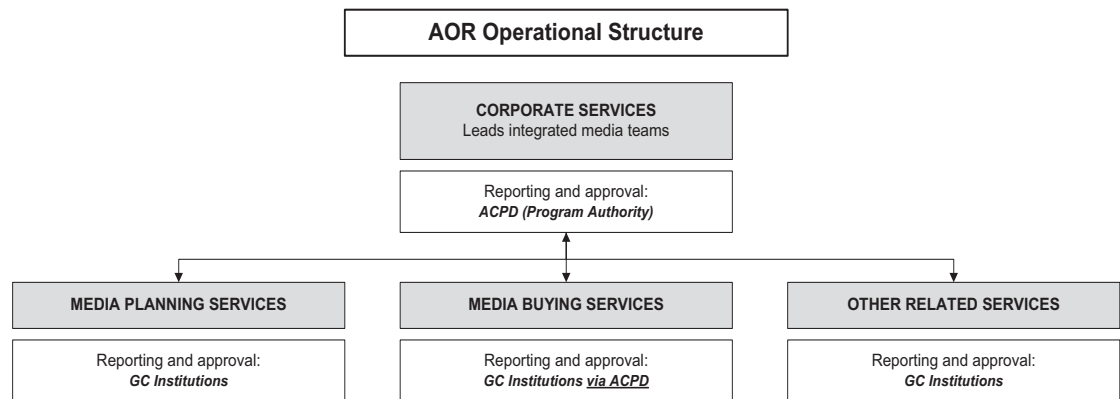 AOR Operational Structure
CORPORATE SERVICES
Leads integrated media teams
Reporting and approval:
ACPD (Program Authority)
MEDIA PLANNING SERVICES
Reporting and approval:
GC Institutions
MEDIA BUYING SERVICES
Reporting and approval:
GC Institutions via ACPD
OTHER RELATED SERVICES
Reporting and approval:
GC Institutions